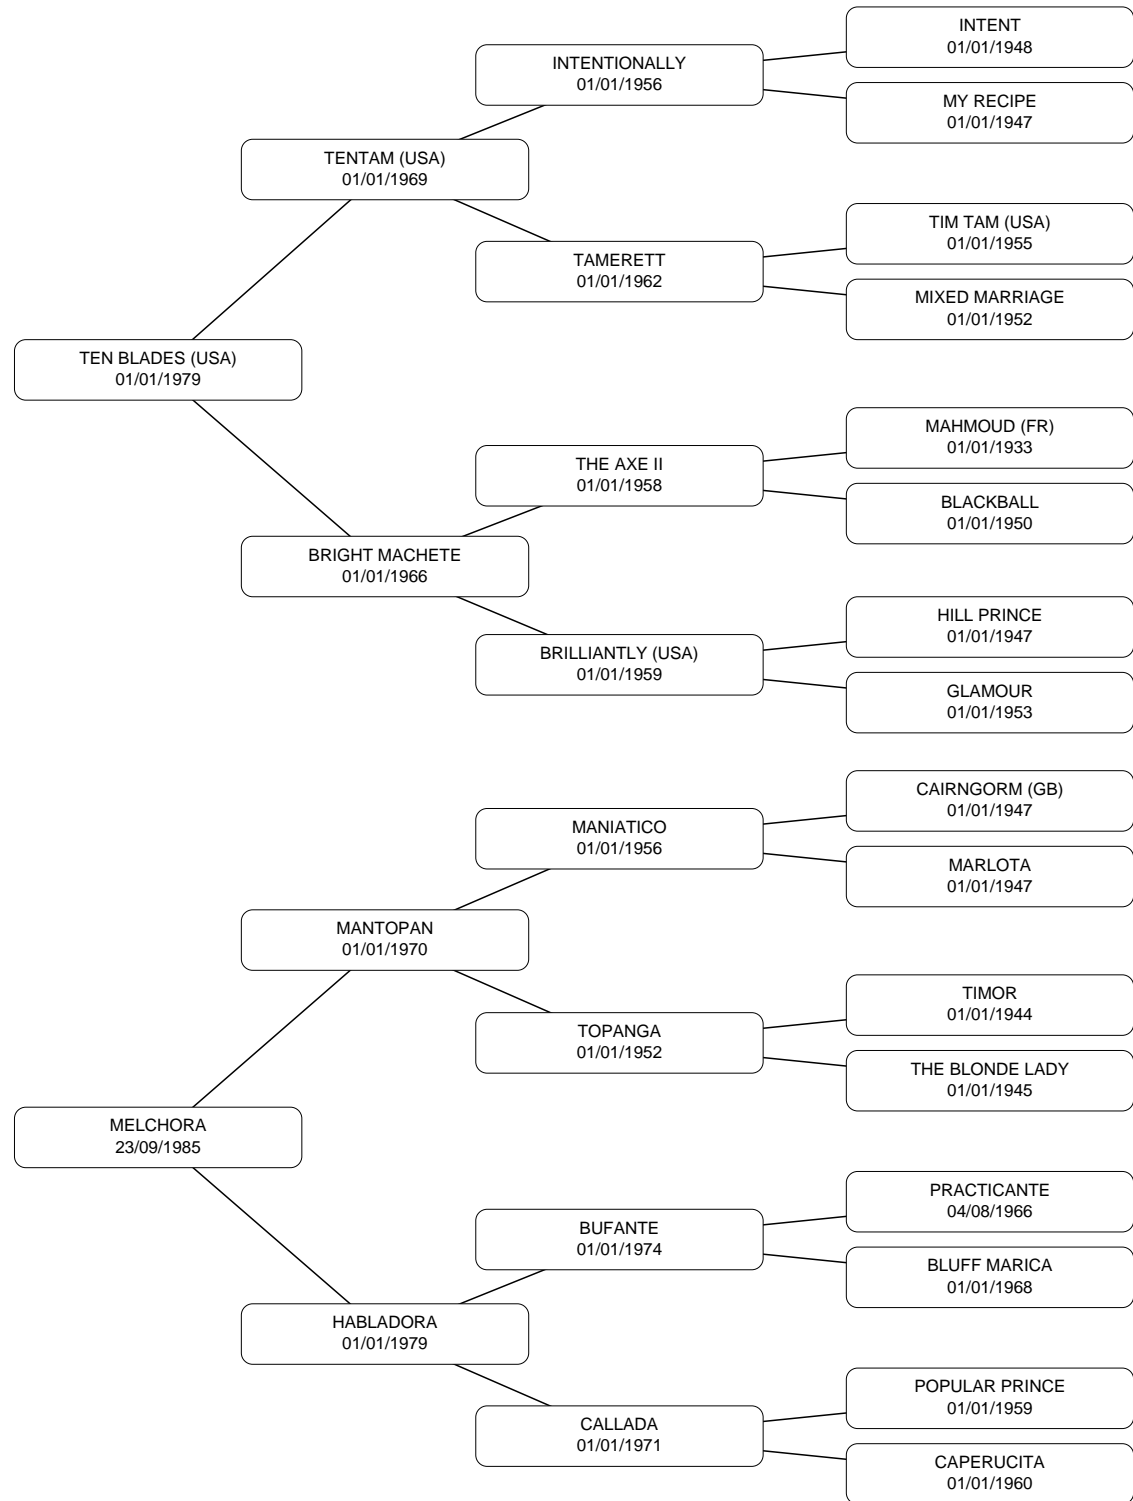 INTENT
01/01/1948
INTENTIONALLY
01/01/1956
MY RECIPE
01/01/1947
TENTAM (USA)
01/01/1969
TIM TAM (USA)
01/01/1955
TAMERETT
01/01/1962
MIXED MARRIAGE
01/01/1952
TEN BLADES (USA)
01/01/1979
MAHMOUD (FR)
01/01/1933
THE AXE II
01/01/1958
BLACKBALL
01/01/1950
BRIGHT MACHETE
01/01/1966
HILL PRINCE
01/01/1947
BRILLIANTLY (USA)
01/01/1959
GLAMOUR
01/01/1953
CAIRNGORM (GB)
01/01/1947
MANIATICO
01/01/1956
MARLOTA
01/01/1947
MANTOPAN
01/01/1970
TIMOR
01/01/1944
TOPANGA
01/01/1952
THE BLONDE LADY
01/01/1945
MELCHORA
23/09/1985
PRACTICANTE
04/08/1966
BUFANTE
01/01/1974
BLUFF MARICA
01/01/1968
HABLADORA
01/01/1979
POPULAR PRINCE
01/01/1959
CALLADA
01/01/1971
CAPERUCITA
01/01/1960